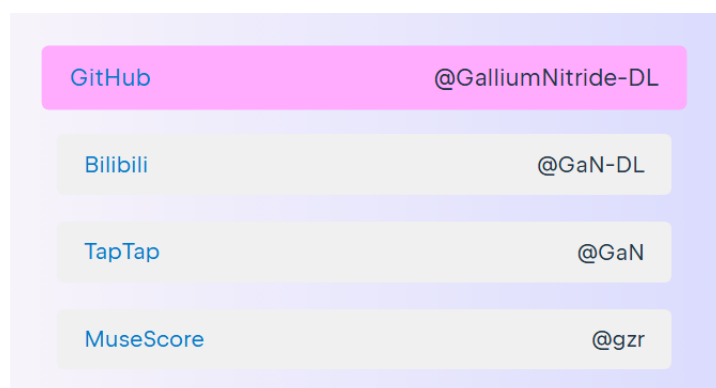 GitHub @GalliumNitride-DL
Bilibili @GaN-DL
TapTap @GaN
MuseScore @gzr